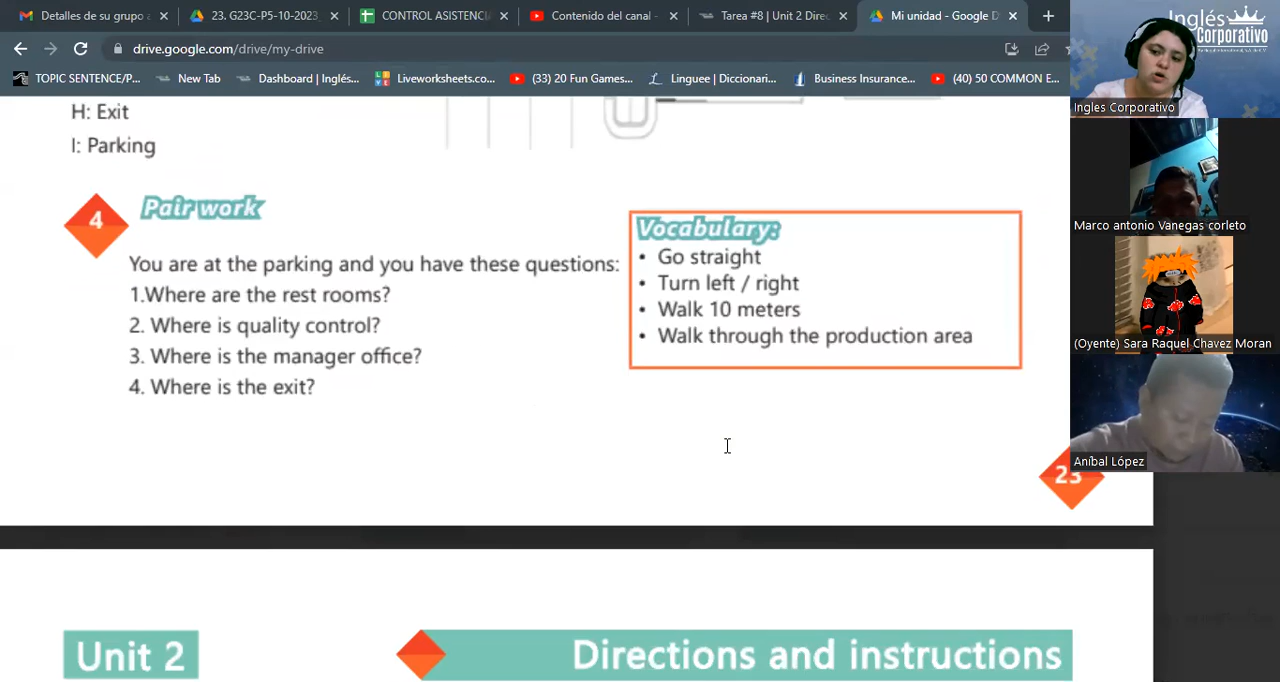 Detalles de su grupo a
23. G23C-P5-10-2023_
CONTROL ASISTENCI
Contenido del canal -
Tarea #8 | Unit 2 Direc
Mi unidad - Google D
drive.google.com/drive/my-drive
TOPIC SENTENCE/P...
New Tab
Dashboard | Inglés...
Liveworksheets.co...
(33) 20 Fun Games...
Linguee | Diccionari...
Business Insurance...
(40) 50 COMMON E...
Inglés
Corporativo
Ingles Corporativo
Marco antonio Vanegas corleto
(Oyente) Sara Raquel Chavez Moran
Aníbal López
H: Exit
I: Parking
4
Pair work
You are at the parking and you have these questions:
1.Where are the rest rooms?
2. Where is quality control?
3. Where is the manager office?
4. Where is the exit?
Vocabulary:
• Go straight
• Turn left / right
• Walk 10 meters
• Walk through the production area
23
Unit 2
Directions and instructions